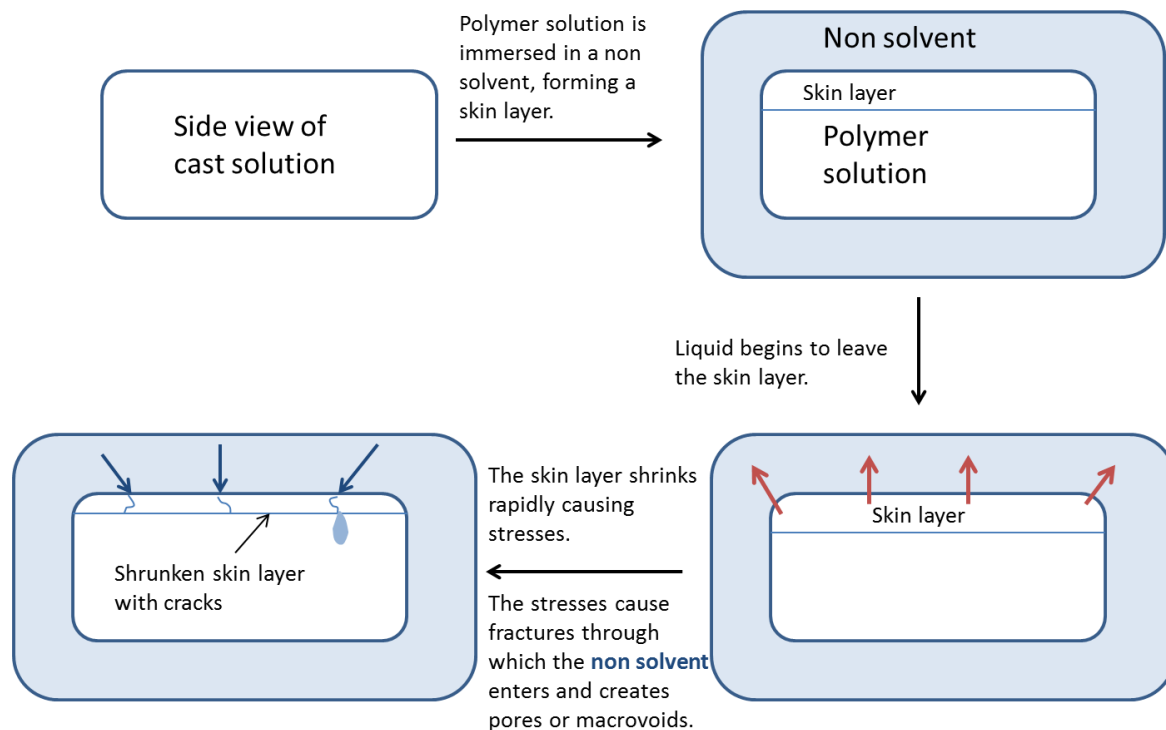 Side view of
cast solution
Polymer solution is
immersed in a non
solvent, forming a
skin layer.
Non solvent
Skin layer
Polymer
solution
Liquid begins to leave
the skin layer.
Skin layer
The skin layer shrinks
rapidly causing
stresses.
The stresses cause
fractures through
which the non solvent
enters and creates
pores or macrovoids.
Shrunken skin layer
with cracks